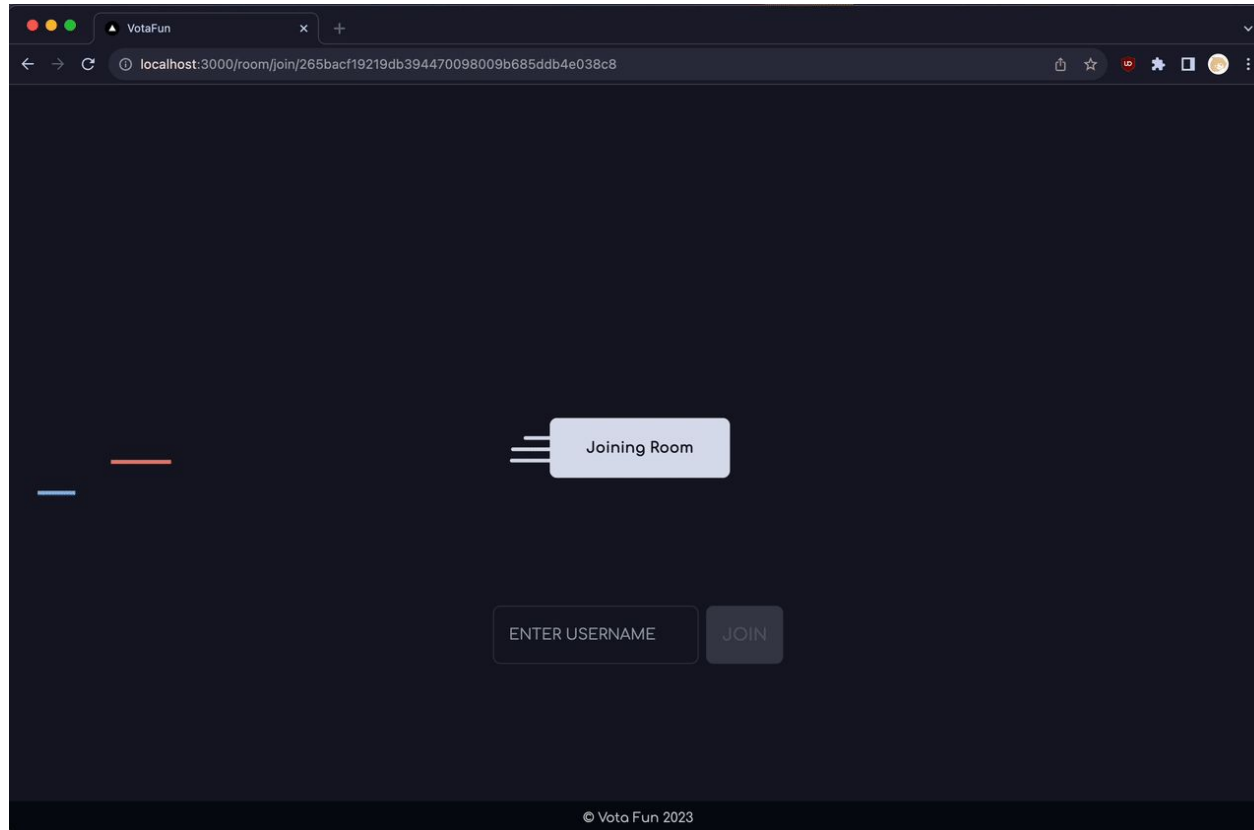 VotaFun
localhost:3000/room/join/265bacf19219db394470098009b685ddb4e038c8
Joining Room
ENTER USERNAME JOIN
© Vota Fun 2023